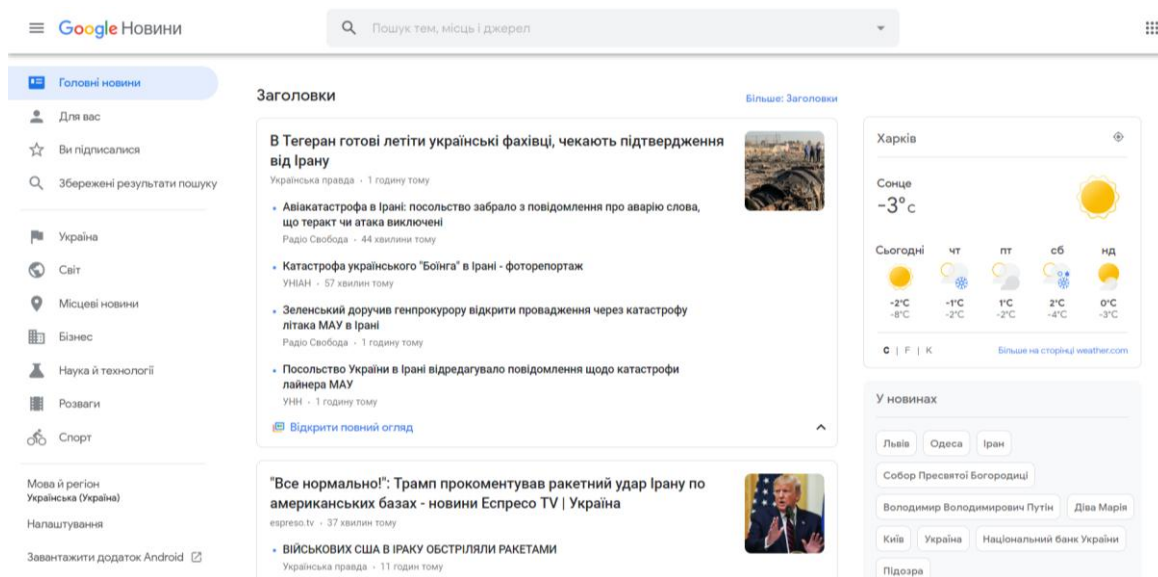 Google Новини
Пошук тем, місць і джерел
Головні новини
Для вас
Ви підписалися
Збережені результати пошуку
Україна
Світ
Місцеві новини
Бізнес
Наука й технології
Розваги
Спорт
Мова й регіон
Українська (Україна)
Налаштування
Завантажити додаток Android
Заголовки
Більше: Заголовки
В Тегеран готові летіти українські фахівці, чекають підтвердження
від Ірану
Українська правда · 1 годину тому
• Авіакатастрофа в Ірані: посольство забрало з повідомлення про аварію слова,
що теракт чи атака виключені
Радіо Свобода · 44 хвилини тому
• Катастрофа українського "Боїнга" в Ірані - фоторепортаж
УНІАН · 57 хвилин тому
• Зеленський доручив генпрокурору відкрити провадження через катастрофу
літака МАУ в Ірані
Радіо Свобода · 1 годину тому
• Посольство України в Ірані відредагувало повідомлення щодо катастрофи
лайнера МАУ
УНН · 1 годину тому
Відкрити повний огляд
"Все нормально!": Трамп прокоментував ракетний удар Ірану по
американських базах - новини Еспресо TV | Україна
espreso.tv · 37 хвилин тому
• ВІЙСЬКОВИХ США В ІРАКУ ОБСТРІЛЯЛИ РАКЕТАМИ
Українська правда · 11 годин тому
Харків
Сонце
-3°C
Сьогодні чт пт сб нд
-2°C -1°C 1°C 2°C 0°C
-8°C -2°C -2°C -4°C -3°C
C | F | K
Більше на сторінці weather.com
У новинах
Львів Одеса Іран
Собор Пресвятої Богородиці
Володимир Володимирович Путін Діва Марія
Київ Україна Національний банк України
Підозра